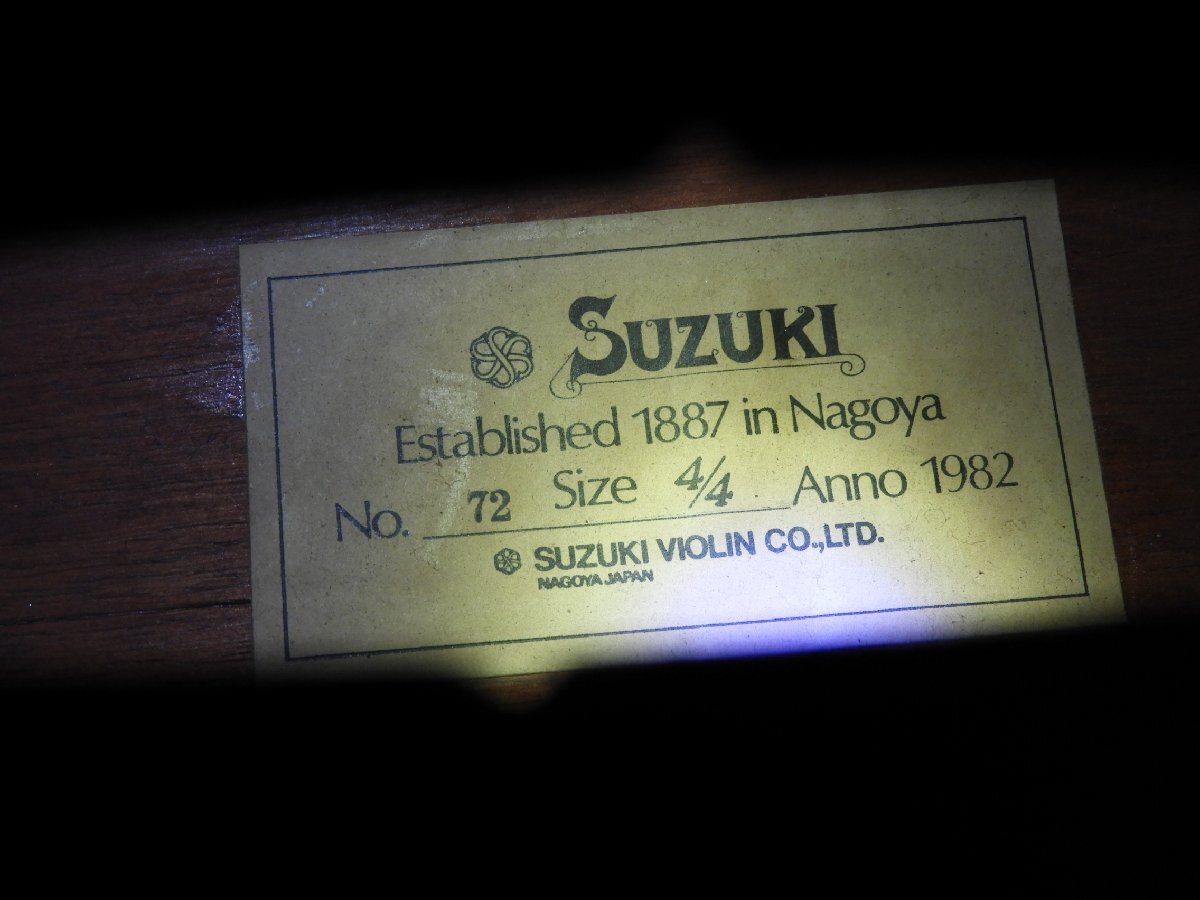 SUZUKI
Established 1887 in Nagoya
No. 72 Size 4/4 Anno 1982
SUZUKI VIOLIN CO.,LTD.
NAGOYA JAPAN